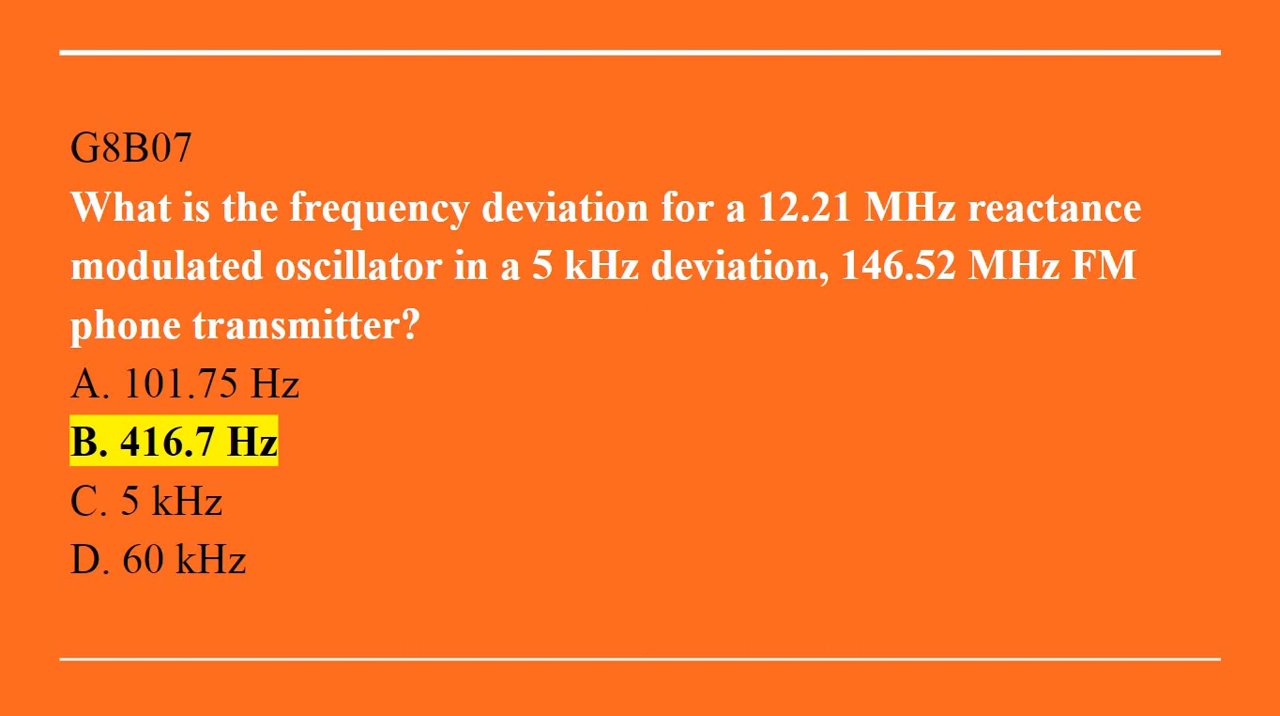 G8B07
What is the frequency deviation for a 12.21 MHz reactance
modulated oscillator in a 5 kHz deviation, 146.52 MHz FM
phone transmitter?
A. 101.75 Hz
B. 416.7 Hz
C. 5 kHz
D. 60 kHz